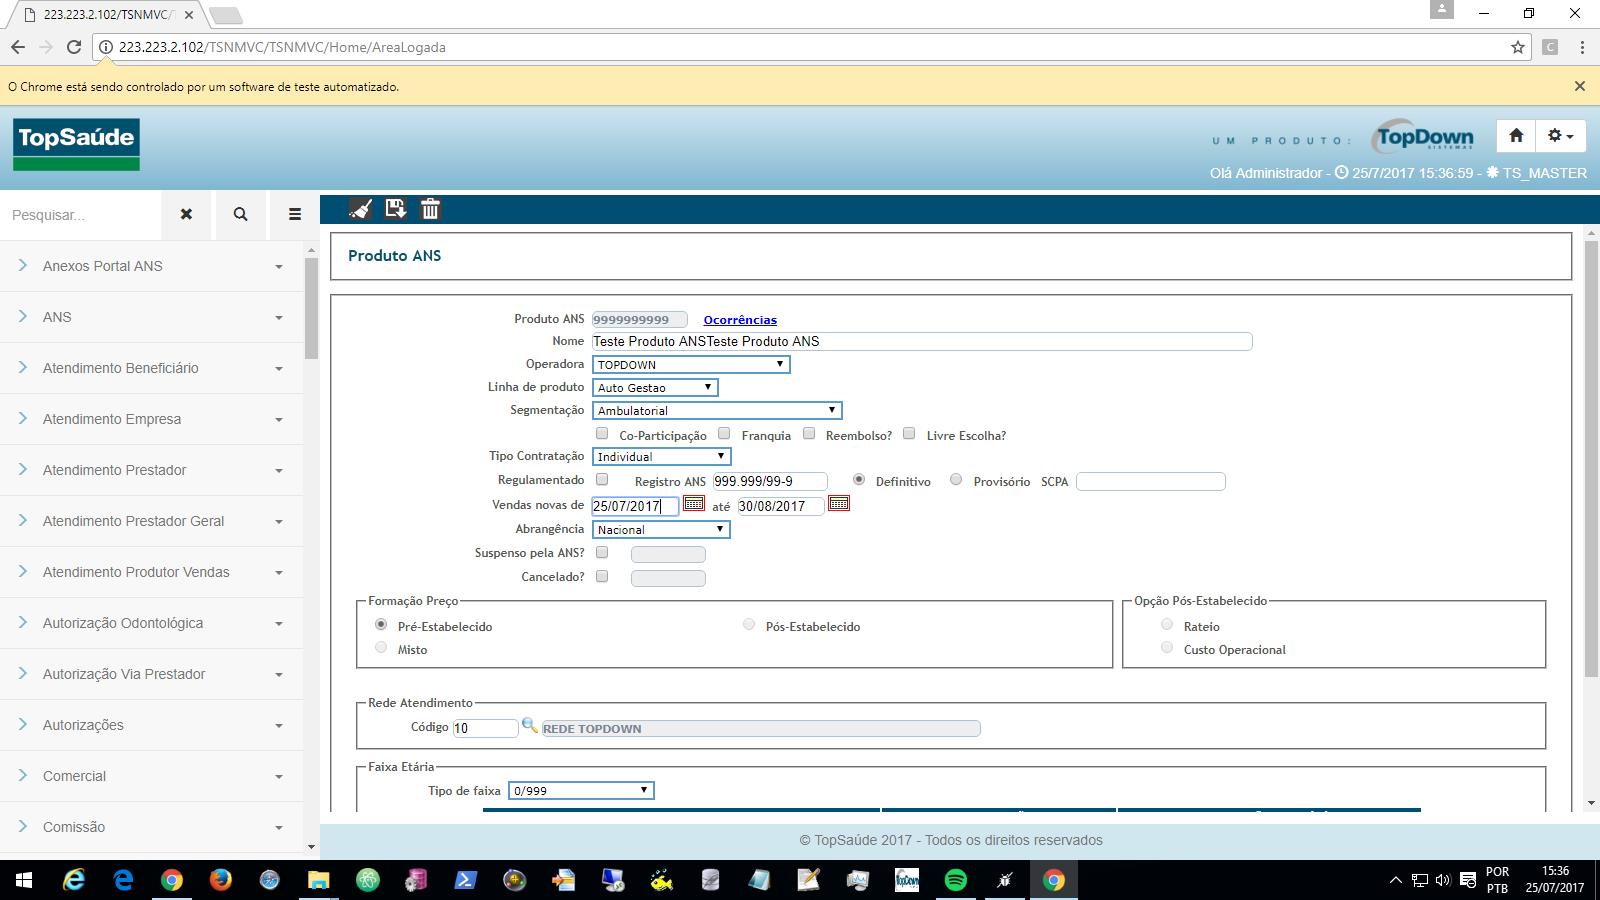 223.223.2.102/TSNMVC/T
223.223.2.102/TSNMVC/TSNMVC/Home/AreaLogada
C
O Chrome está sendo controlado por um software de teste automatizado.
TopSaúde
UM PRODUTO:
TopDown
SISTEMAS
Olá Administrador - 25/7/2017 15:36:59 - TS_MASTER
Pesquisar...
Anexos Portal ANS
ANS
Atendimento Beneficiário
Atendimento Empresa
Atendimento Prestador
Atendimento Prestador Geral
Atendimento Produtor Vendas
Autorização Odontológica
Autorização Via Prestador
Autorizações
Comercial
Comissão
Produto ANS
Produto ANS 9999999999 Ocorrências
Nome Teste Produto ANSTeste Produto ANS
Operadora TOPDOWN
Linha de produto Auto Gestao
Segmentação Ambulatorial
Co-Participação Franquia Reembolso? Livre Escolha?
Tipo Contratação Individual
Regulamentado Registro ANS 999.999/99-9 Definitivo Provisório SCPA
Vendas novas de 25/07/2017 até 30/08/2017
Abrangência Nacional
Suspenso pela ANS?
Cancelado?
Formação Preço
Pré-Estabelecido Pós-Estabelecido
Misto
Opção Pós-Estabelecido
Rateio
Custo Operacional
Rede Atendimento
Código 10 REDE TOPDOWN
Faixa Etária
Tipo de faixa 0/999
© TopSaúde 2017 - Todos os direitos reservados
TopDown
POR
PTB
15:36
25/07/2017